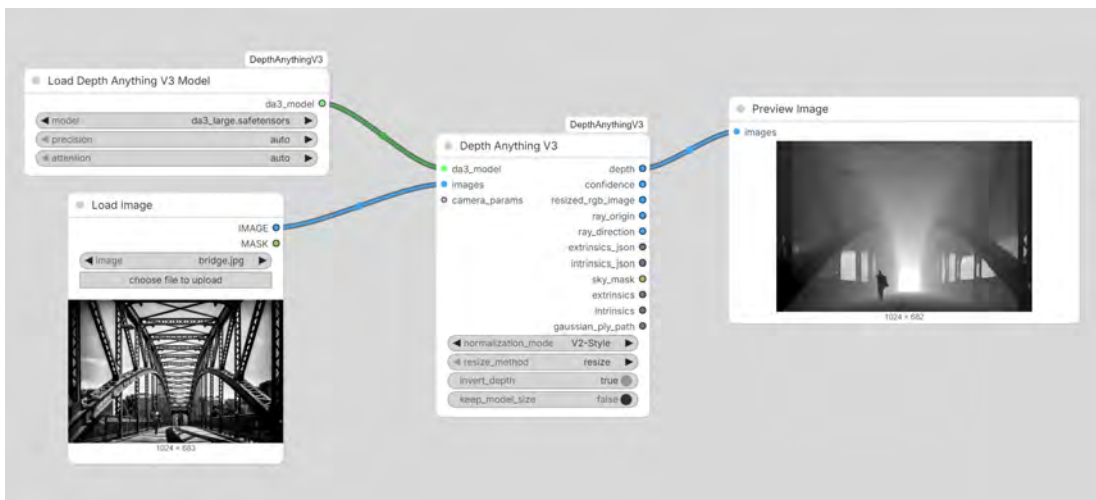 DepthAnythingV3
Load Depth Anything V3 Model
da3_model
model da3_large.safetensors
precision auto
attention auto
Load Image
IMAGE
MASK
image bridge.jpg
choose file to upload
1024 × 683
DepthAnythingV3
Depth Anything V3
da3_model depth
images confidence
camera_params resized_rgb_image
ray_origin
ray_direction
extrinsics_json
intrinsics_json
sky_mask
extrinsics
intrinsics
gaussian_ply_path
normalization_mode V2-Style
resize_method resize
invert_depth true
keep_model_size false
Preview Image
images
1024 × 682